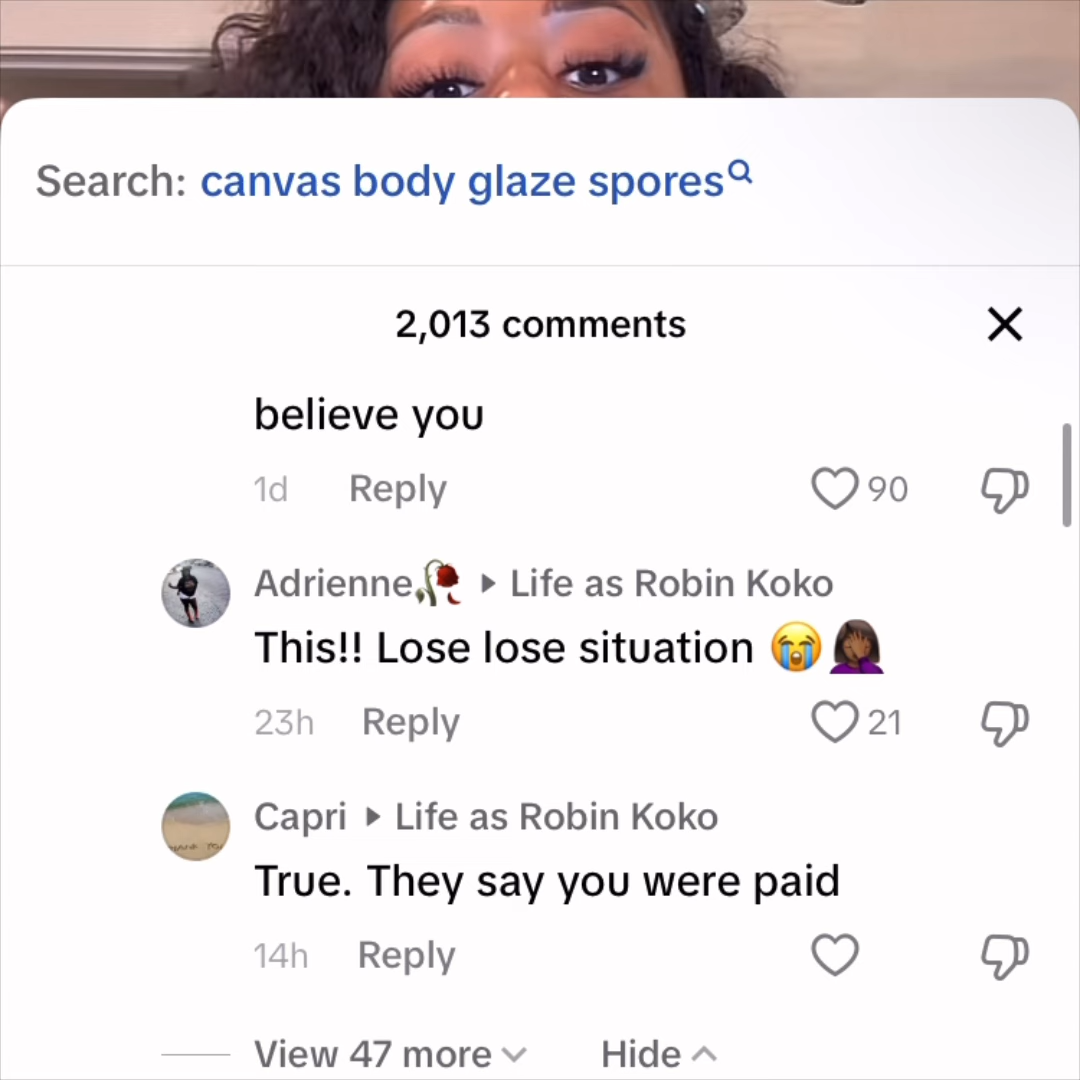 Search: canvas body glaze spores
2,013 comments
believe you
1d Reply 90
Adrienne🥀 ▸ Life as Robin Koko
This!! Lose lose situation 😭🤦🏾‍♀️
23h Reply 21
Capri ▸ Life as Robin Koko
True. They say you were paid
14h Reply
View 47 more Hide